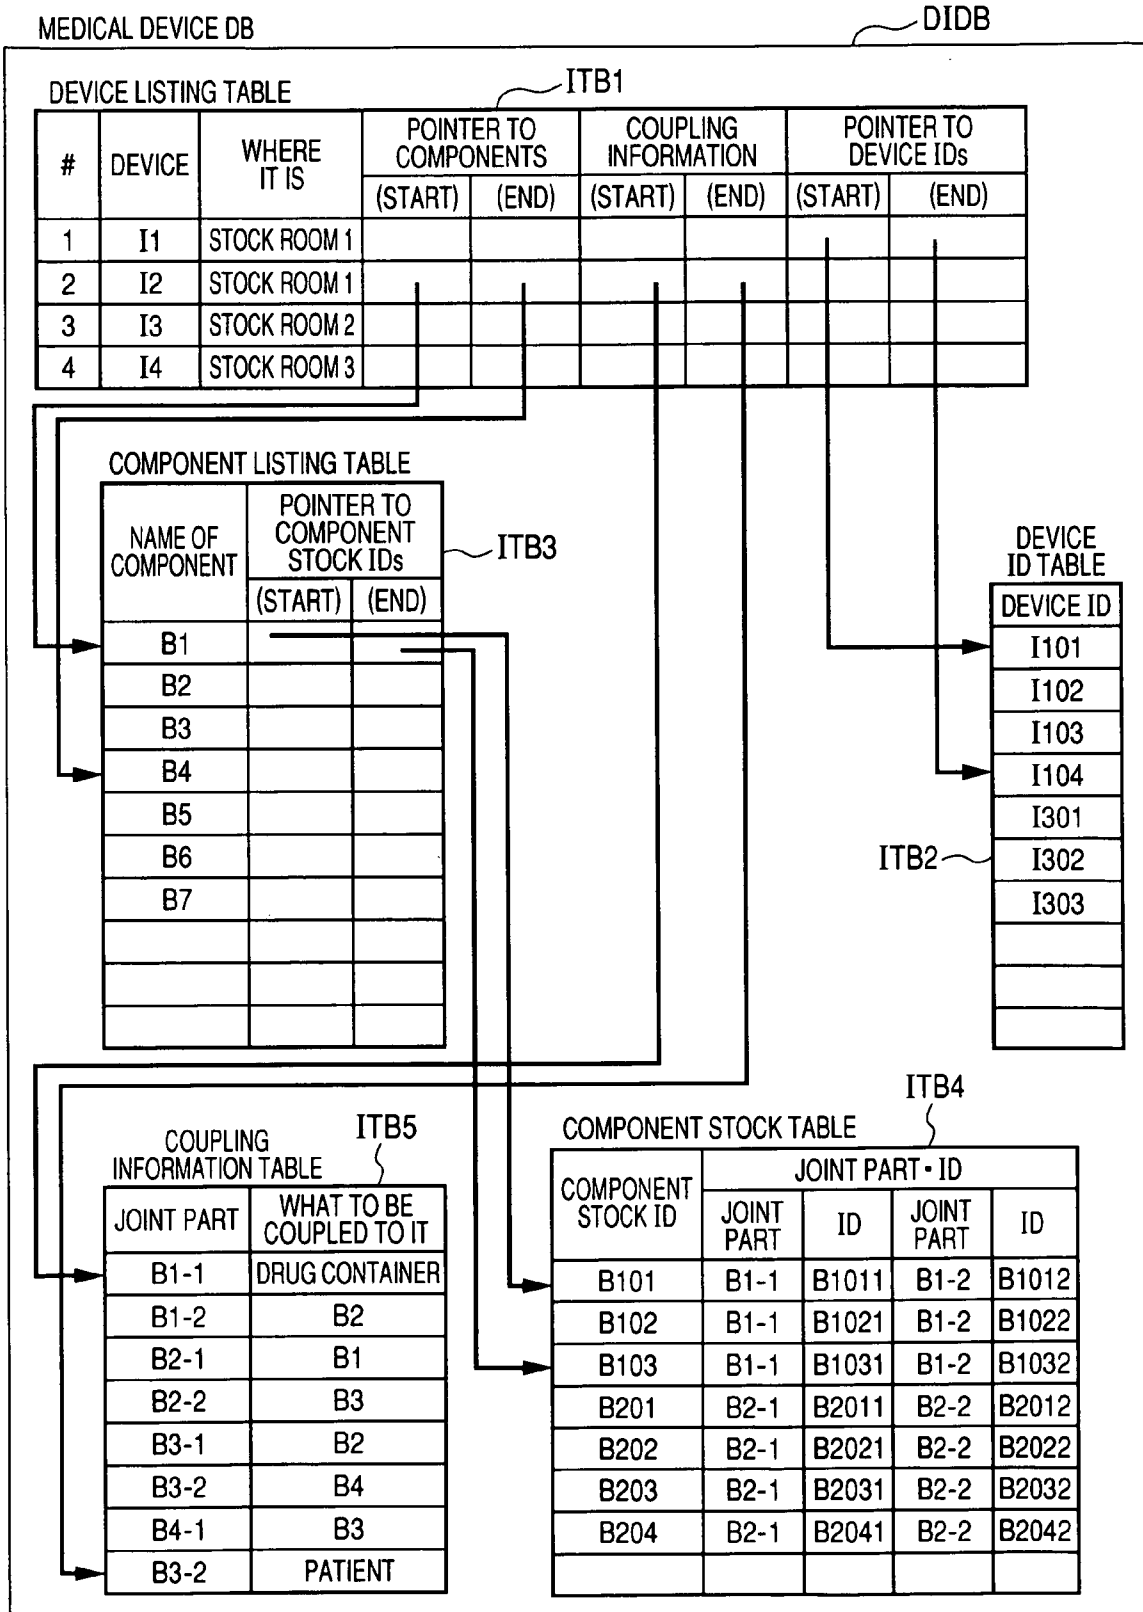 MEDICAL DEVICE DB
DIDB
DEVICE LISTING TABLE
ITB1
# DEVICE WHERE IT IS POINTER TO COMPONENTS COUPLING INFORMATION POINTER TO DEVICE IDs
(START) (END) (START) (END) (START) (END)
1 I1 STOCK ROOM 1
2 I2 STOCK ROOM 1
3 I3 STOCK ROOM 2
4 I4 STOCK ROOM 3
COMPONENT LISTING TABLE
NAME OF COMPONENT POINTER TO COMPONENT STOCK IDs
(START) (END)
ITB3
B1
B2
B3
B4
B5
B6
B7
DEVICE
ID TABLE
DEVICE ID
I101
I102
I103
I104
I301
I302
I303
ITB2
COUPLING
INFORMATION TABLE
ITB5
JOINT PART WHAT TO BE COUPLED TO IT
B1-1 DRUG CONTAINER
B1-2 B2
B2-1 B1
B2-2 B3
B3-1 B2
B3-2 B4
B4-1 B3
B3-2 PATIENT
ITB4
COMPONENT STOCK TABLE
COMPONENT STOCK ID JOINT PART・ID
JOINT PART ID JOINT PART ID
B101 B1-1 B1011 B1-2 B1012
B102 B1-1 B1021 B1-2 B1022
B103 B1-1 B1031 B1-2 B1032
B201 B2-1 B2011 B2-2 B2012
B202 B2-1 B2021 B2-2 B2022
B203 B2-1 B2031 B2-2 B2032
B204 B2-1 B2041 B2-2 B2042